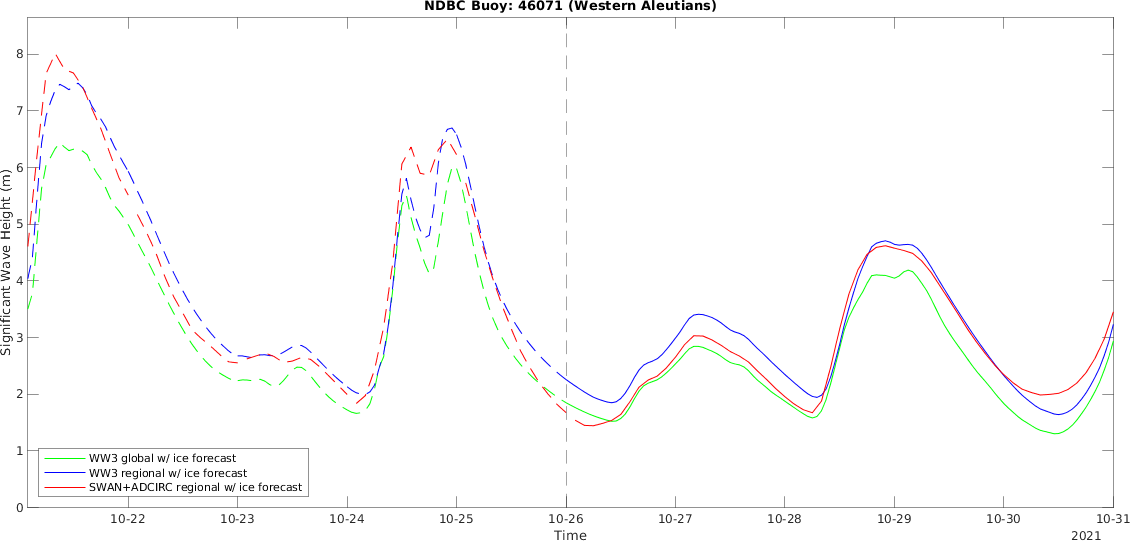 NDBC Buoy: 46071 (Western Aleutians)
Significant Wave Height (m)
8
7
6
5
4
3
2
1
0
WW3 global w/ ice forecast
WW3 regional w/ ice forecast
SWAN+ADCIRC regional w/ ice forecast
10-22 10-23 10-24 10-25 10-26 10-27 10-28 10-29 10-30 10-31
Time
2021